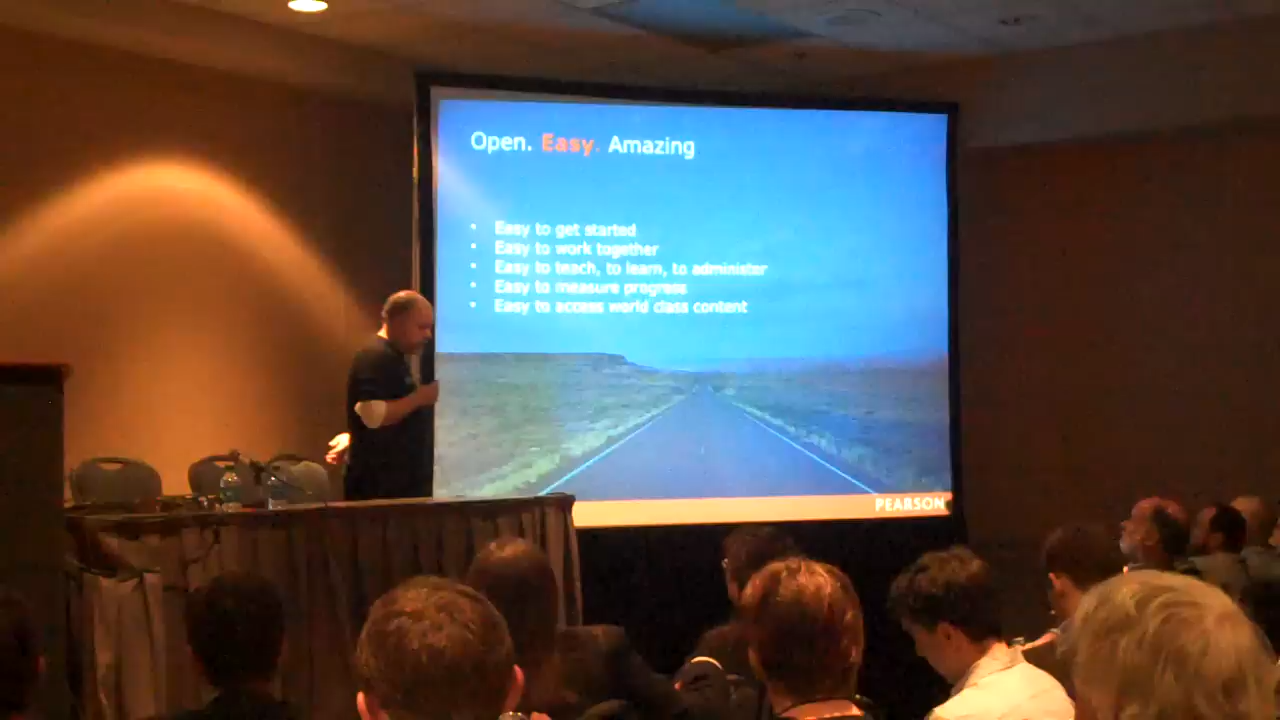 Open. Easy. Amazing
• Easy to get started
• Easy to work together
• Easy to teach, to learn, to administer
• Easy to measure progress
• Easy to access world class content
PEARSON